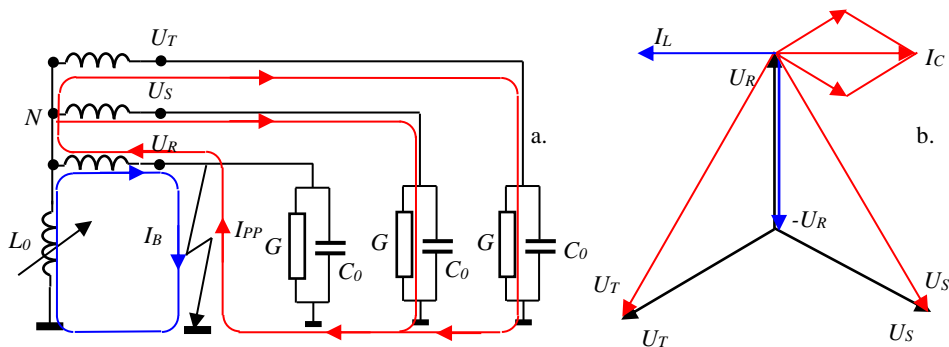 U_T
U_S
N
U_R
a.
L_0
I_B
I_PP
G
C_0
G
C_0
G
C_0
I_L
I_C
U_R
b.
-U_R
U_T
U_S
U_T
U_S